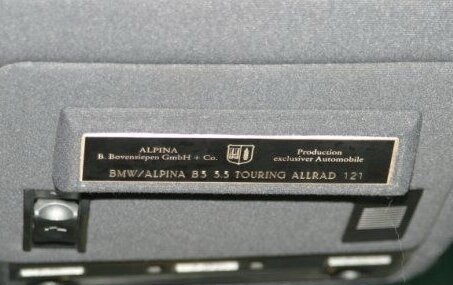 ALPINA
B. Bovensiepen GmbH + Co.
Production
exclusiver Automobile
BMW/ALPINA B3 3.3 TOURING ALLRAD 121